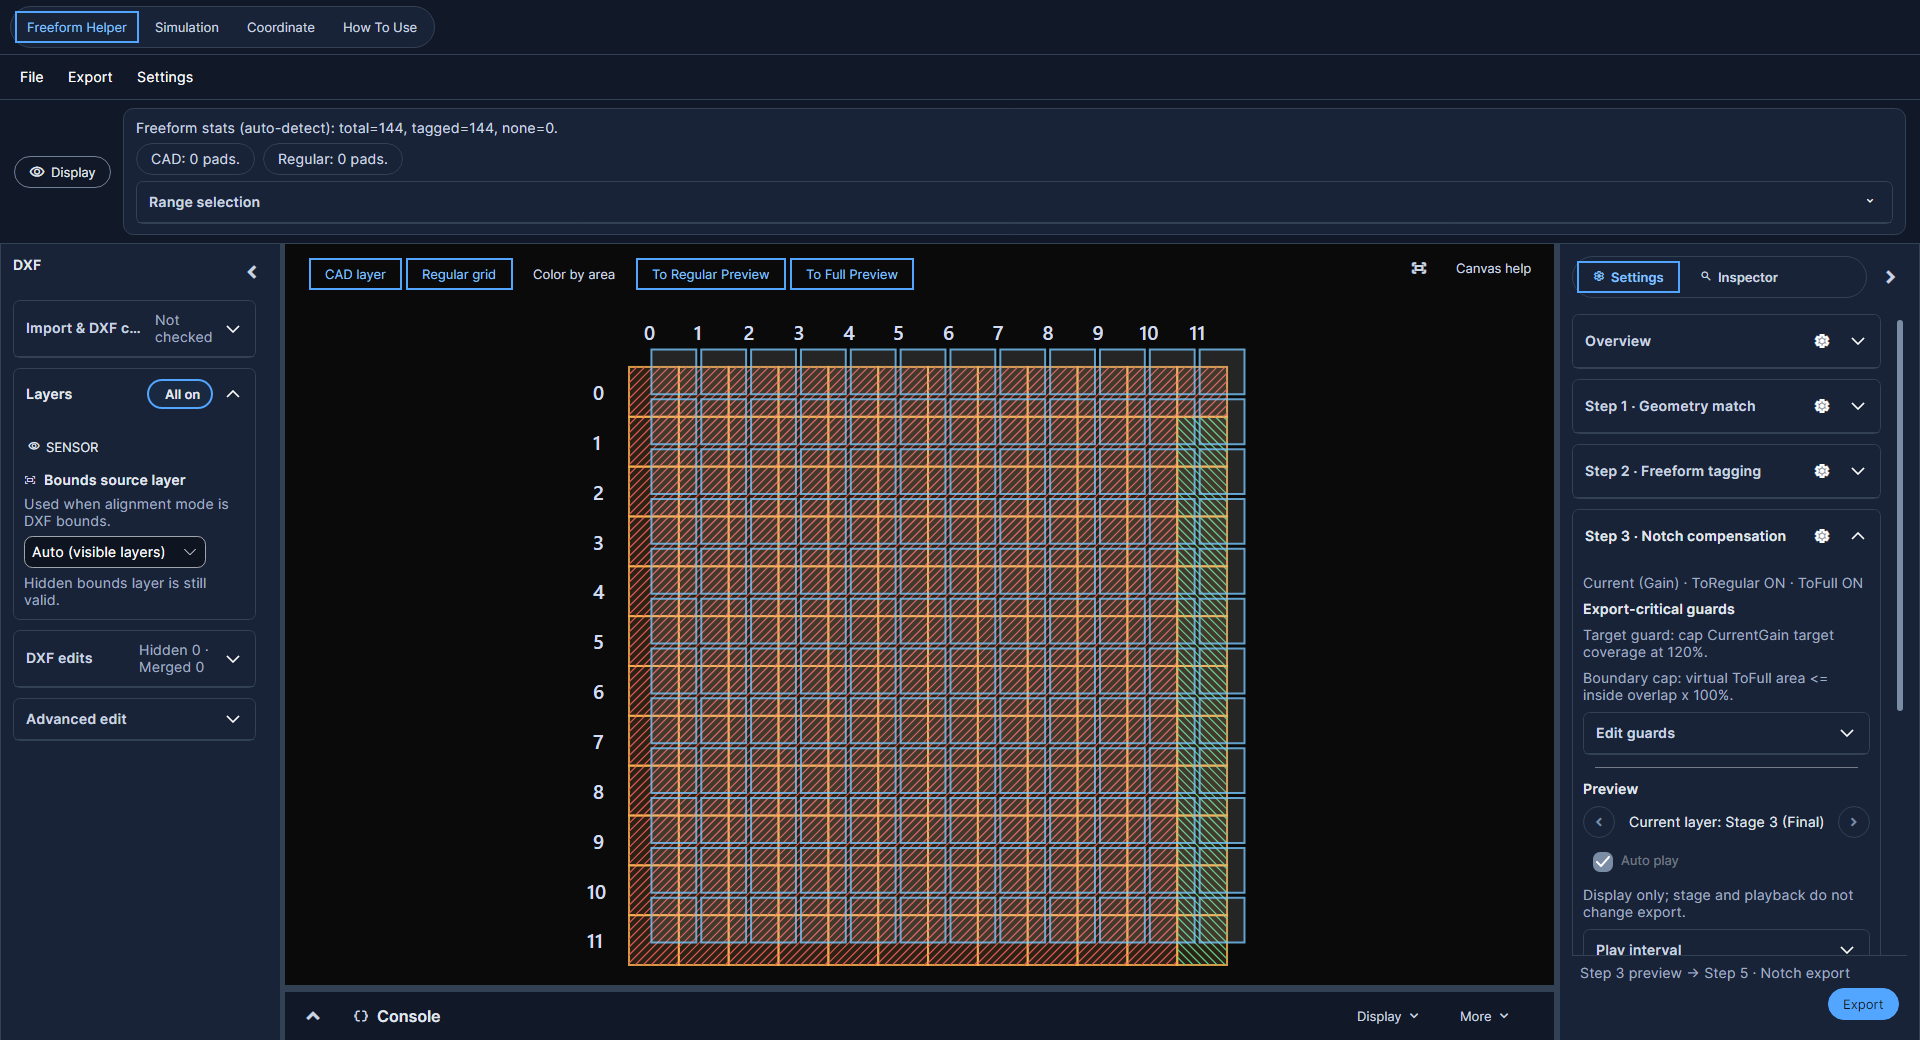 Freeform Helper
Simulation
Coordinate
How To Use
File
Export
Settings
Display
Freeform stats (auto-detect): total=144, tagged=144, none=0.
CAD: 0 pads.
Regular: 0 pads.
Range selection
DXF
Import & DXF c...
Not
checked
Layers
All on
SENSOR
Bounds source layer
Used when alignment mode is
DXF bounds.
Auto (visible layers)
Hidden bounds layer is still
valid.
DXF edits
Hidden 0 ·
Merged 0
Advanced edit
CAD layer
Regular grid
Color by area
To Regular Preview
To Full Preview
Canvas help
0 1 2 3 4 5 6 7 8 9 10 11
0
1
2
3
4
5
6
7
8
9
10
11
Console
Display
More
Settings
Inspector
Overview
Step 1 · Geometry match
Step 2 · Freeform tagging
Step 3 · Notch compensation
Current (Gain) · ToRegular ON · ToFull ON
Export-critical guards
Target guard: cap CurrentGain target
coverage at 120%.
Boundary cap: virtual ToFull area <=
inside overlap x 100%.
Edit guards
Preview
Current layer: Stage 3 (Final)
Auto play
Display only; stage and playback do not
change export.
Play interval
Step 3 preview → Step 5 · Notch export
Export